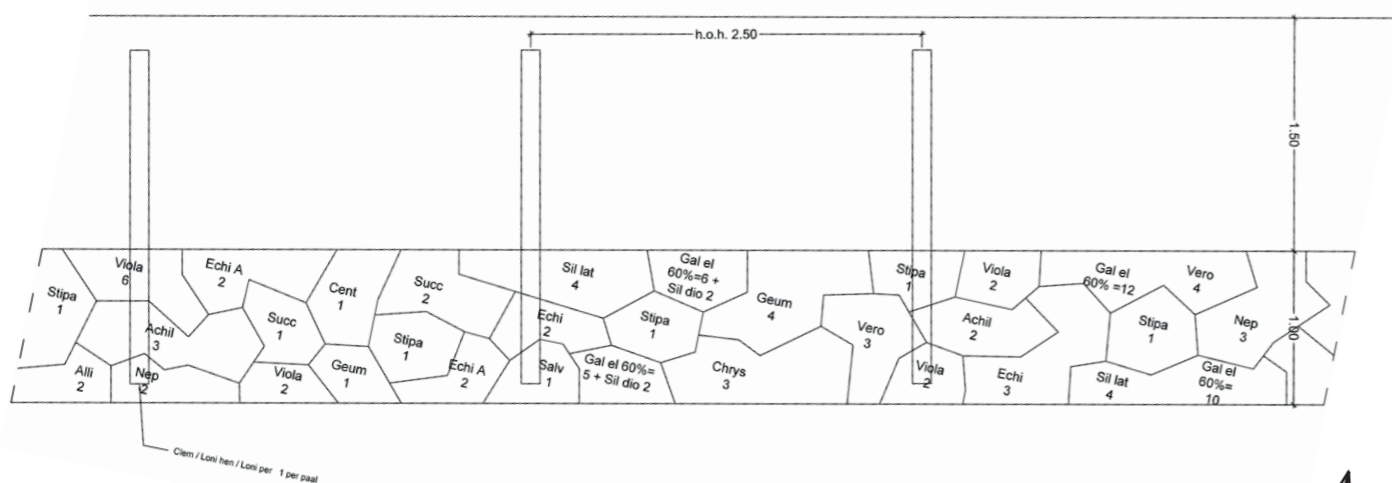 h.o.h. 2.50
1.50
1.00
Viola
6
Echi A
2
Stipa
1
Achil
3
Alli
2
Nep
2
Succ
1
Viola
2
Cent
1
Geum
1
Succ
2
Stipa
1
Echi A
2
Sil lat
4
Echi
2
Salv
1
Gal el
60%=6 +
Sil dio 2
Stipa
1
Gal el 60%=
5 + Sil dio 2
Geum
4
Chrys
3
Vero
3
Stipa
1
Viola
2
Achil
2
Viola
2
Echi
3
Gal el
60% =12
Vero
4
Stipa
1
Sil lat
4
Nep
3
Gal el
60%=
10
Clem / Loni hen / Loni per 1 per paal